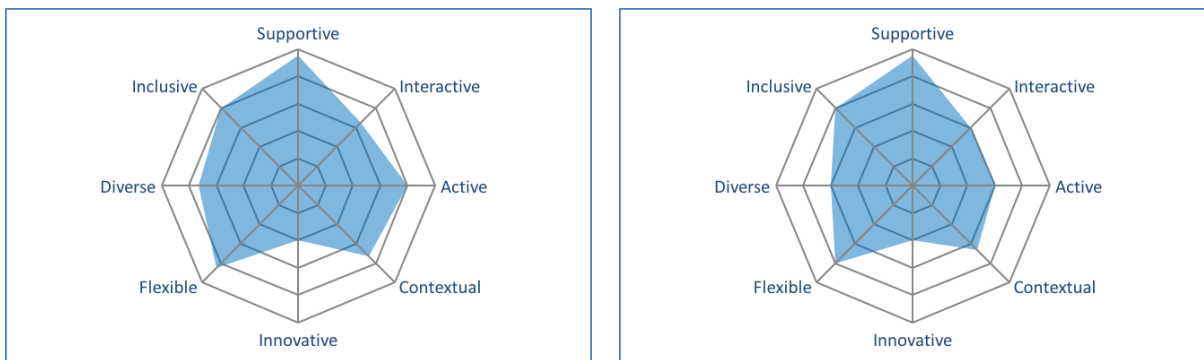 Supportive
Inclusive
Interactive
Diverse
Active
Flexible
Contextual
Innovative
Supportive
Inclusive
Interactive
Diverse
Active
Flexible
Contextual
Innovative